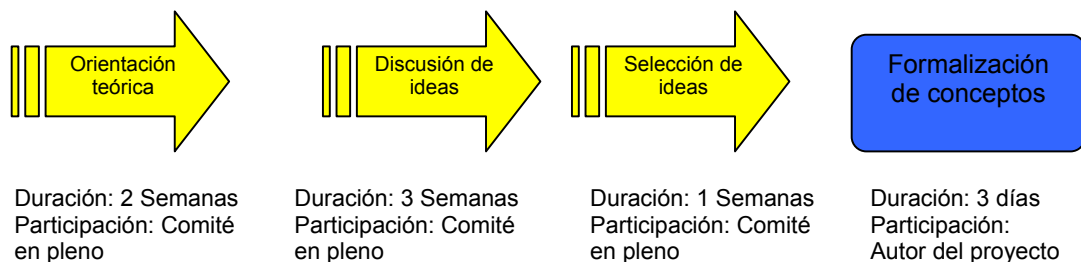 Orientación
teórica
Discusión de
ideas
Selección de
ideas
Formalización
de conceptos
Duración: 2 Semanas
Participación: Comité
en pleno
Duración: 3 Semanas
Participación: Comité
en pleno
Duración: 1 Semanas
Participación: Comité
en pleno
Duración: 3 días
Participación:
Autor del proyecto